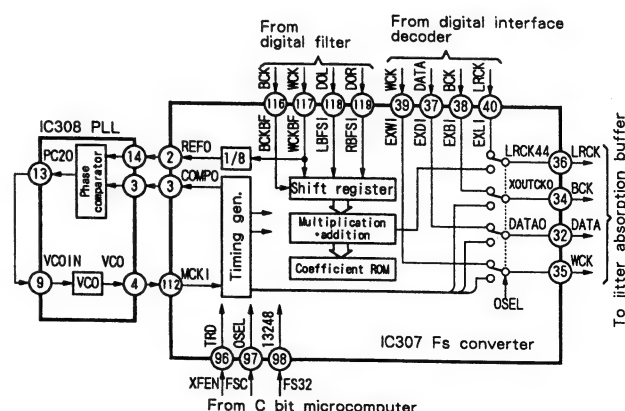 From
digital filter
From digital interface
decoder
BCK
WCK
DOL
DOR
WCK
DATA
BCK
LRCK
116
117
118
119
39
37
38
40
BCKBF
WCKBF
LBFSI
RBFSI
EXWI
EXDI
EXBI
EXLI
IC308 PLL
PC20
13
14
2
REFO
1/8
Phase comparator
3
3
COMPO
Shift register
Multiplication
+addition
Coefficient ROM
Timing gen.
VCOIN
VCO
9
VCO
4
112
MCKI
LRCK44
36
LRCK
XOUTCKO
34
BCK
DATAO
32
DATA
35
WCK
OSEL
To jitter absorption buffer
TRD
OSEL
13248
IC307 Fs converter
96
97
98
XFEN
FSC
FS32
From C bit microcomputer